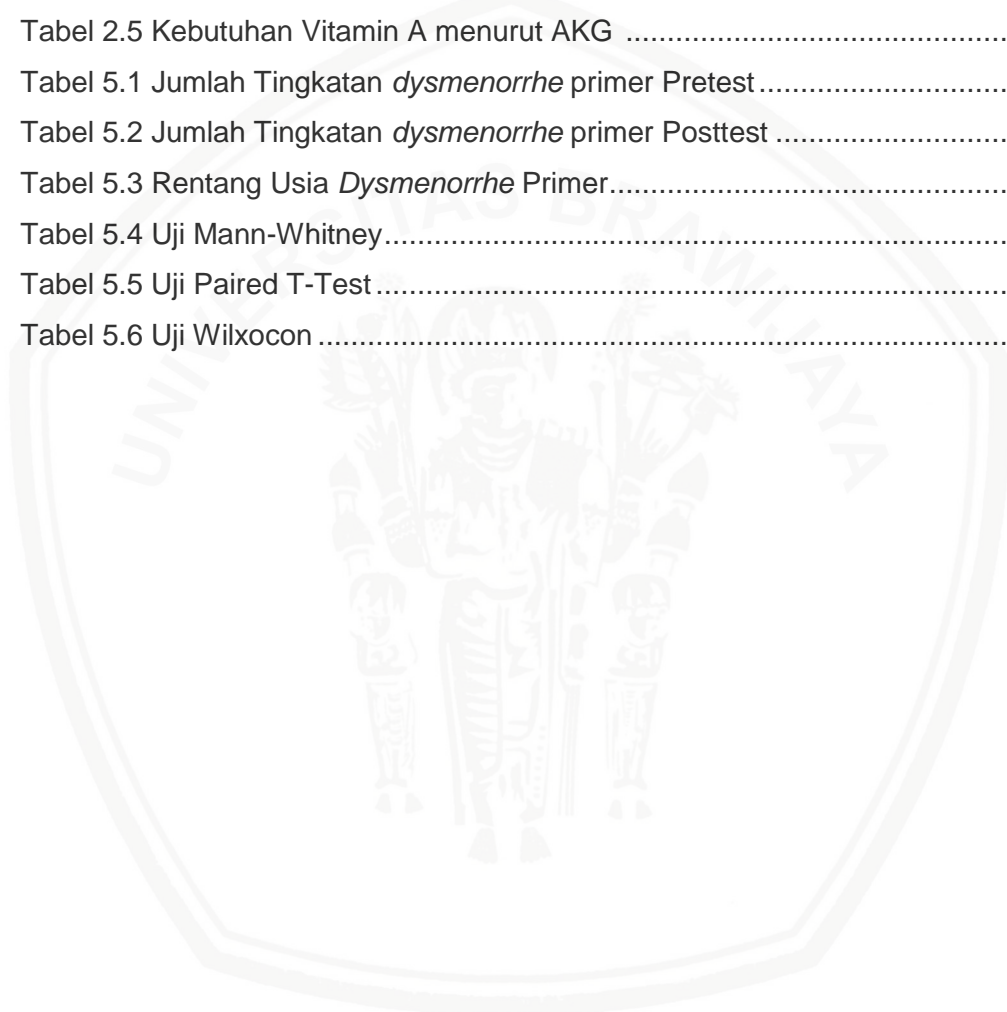 Tabel 2.5 Kebutuhan Vitamin A menurut AKG .......................................
Tabel 5.1 Jumlah Tingkatan dysmenorrhe primer Pretest.........................
Tabel 5.2 Jumlah Tingkatan dysmenorrhe primer Posttest ........................
Tabel 5.3 Rentang Usia Dysmenorrhe Primer........................................
Tabel 5.4 Uji Mann-Whitney...............................................................
Tabel 5.5 Uji Paired T-Test................................................................
Tabel 5.6 Uji Wilxocon ......................................................................
UNIVERSITAS BRAWIJAYA